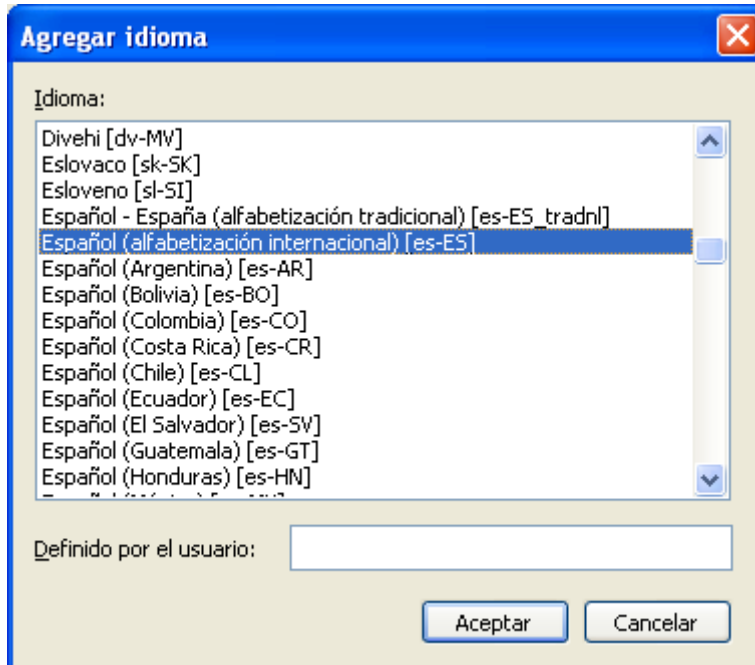 Agregar idioma
Idioma:
Divehi [dv-MV]
Eslovaco [sk-SK]
Esloveno [sl-SI]
Español - España (alfabetización tradicional) [es-ES_tradnl]
Español (alfabetización internacional) [es-ES]
Español (Argentina) [es-AR]
Español (Bolivia) [es-BO]
Español (Colombia) [es-CO]
Español (Costa Rica) [es-CR]
Español (Chile) [es-CL]
Español (Ecuador) [es-EC]
Español (El Salvador) [es-SV]
Español (Guatemala) [es-GT]
Español (Honduras) [es-HN]
Definido por el usuario:
Aceptar Cancelar